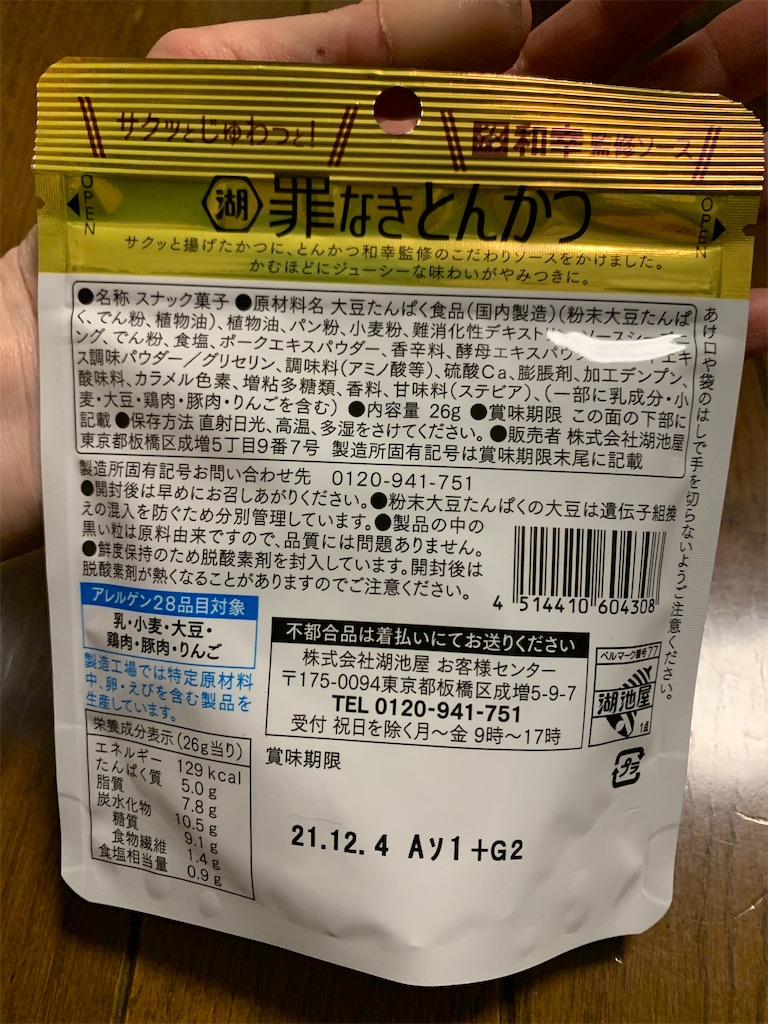 サクッとじゅわっと!
昭和幸監修ソース
OPEN
OPEN
湖 罪なきとんかつ
サクッと揚げたかつに、とんかつ和幸監修のこだわりソースをかけました。
かむほどにジューシーな味わいがやみつきに。
●名称 スナック菓子 ●原材料名 大豆たんぱく食品(国内製造)(粉末大豆たんぱ
く、でん粉、植物油)、植物油、パン粉、小麦粉、難消化性デキストリン、ソースシーズニ
ング、でん粉、食塩、ポークエキスパウダー、香辛料、酵母エキスパウダー、
ス調味パウダー/グリセリン、調味料(アミノ酸等)、硫酸Ca、膨脹剤、加工デンプン、
酸味料、カラメル色素、増粘多糖類、香料、甘味料(ステビア)、(一部に乳成分・小
麦・大豆・鶏肉・豚肉・りんごを含む) ●内容量 26g ●賞味期限 この面の下部に
記載 ●保存方法 直射日光、高温、多湿をさけてください。 ●販売者 株式会社湖池屋
東京都板橋区成増5丁目9番7号 製造所固有記号は賞味期限末尾に記載
あけ口や袋のはしで手を切らないようご注意ください。
製造所固有記号お問い合わせ先 0120-941-751
●開封後は早めにお召しあがりください。●粉末大豆たんぱくの大豆は遺伝子組換
えの混入を防ぐため分別管理しています。●製品の中の
黒い粒は原料由来ですので、品質には問題ありません。
●鮮度保持のため脱酸素剤を封入しています。開封後は
脱酸素剤が熱くなることがありますのでご注意ください。
4 514410 604308
アレルゲン28品目対象
乳・小麦・大豆・
鶏肉・豚肉・りんご
製造工場では特定原材料
中、卵・えびを含む製品を
生産しています。
不都合品は着払いにてお送りください
株式会社湖池屋 お客様センター
〒175-0094東京都板橋区成増5-9-7
TEL 0120-941-751
受付 祝日を除く月〜金 9時〜17時
ベルマーク番号77
湖池屋
1点
プラ
栄養成分表示(26g当り)
エネルギー 129kcal
たんぱく質 5.0g
脂質 7.8g
炭水化物 10.5g
糖質 9.1g
食物繊維 1.4g
食塩相当量 0.9g
賞味期限
21.12.4 Aソ1+G2